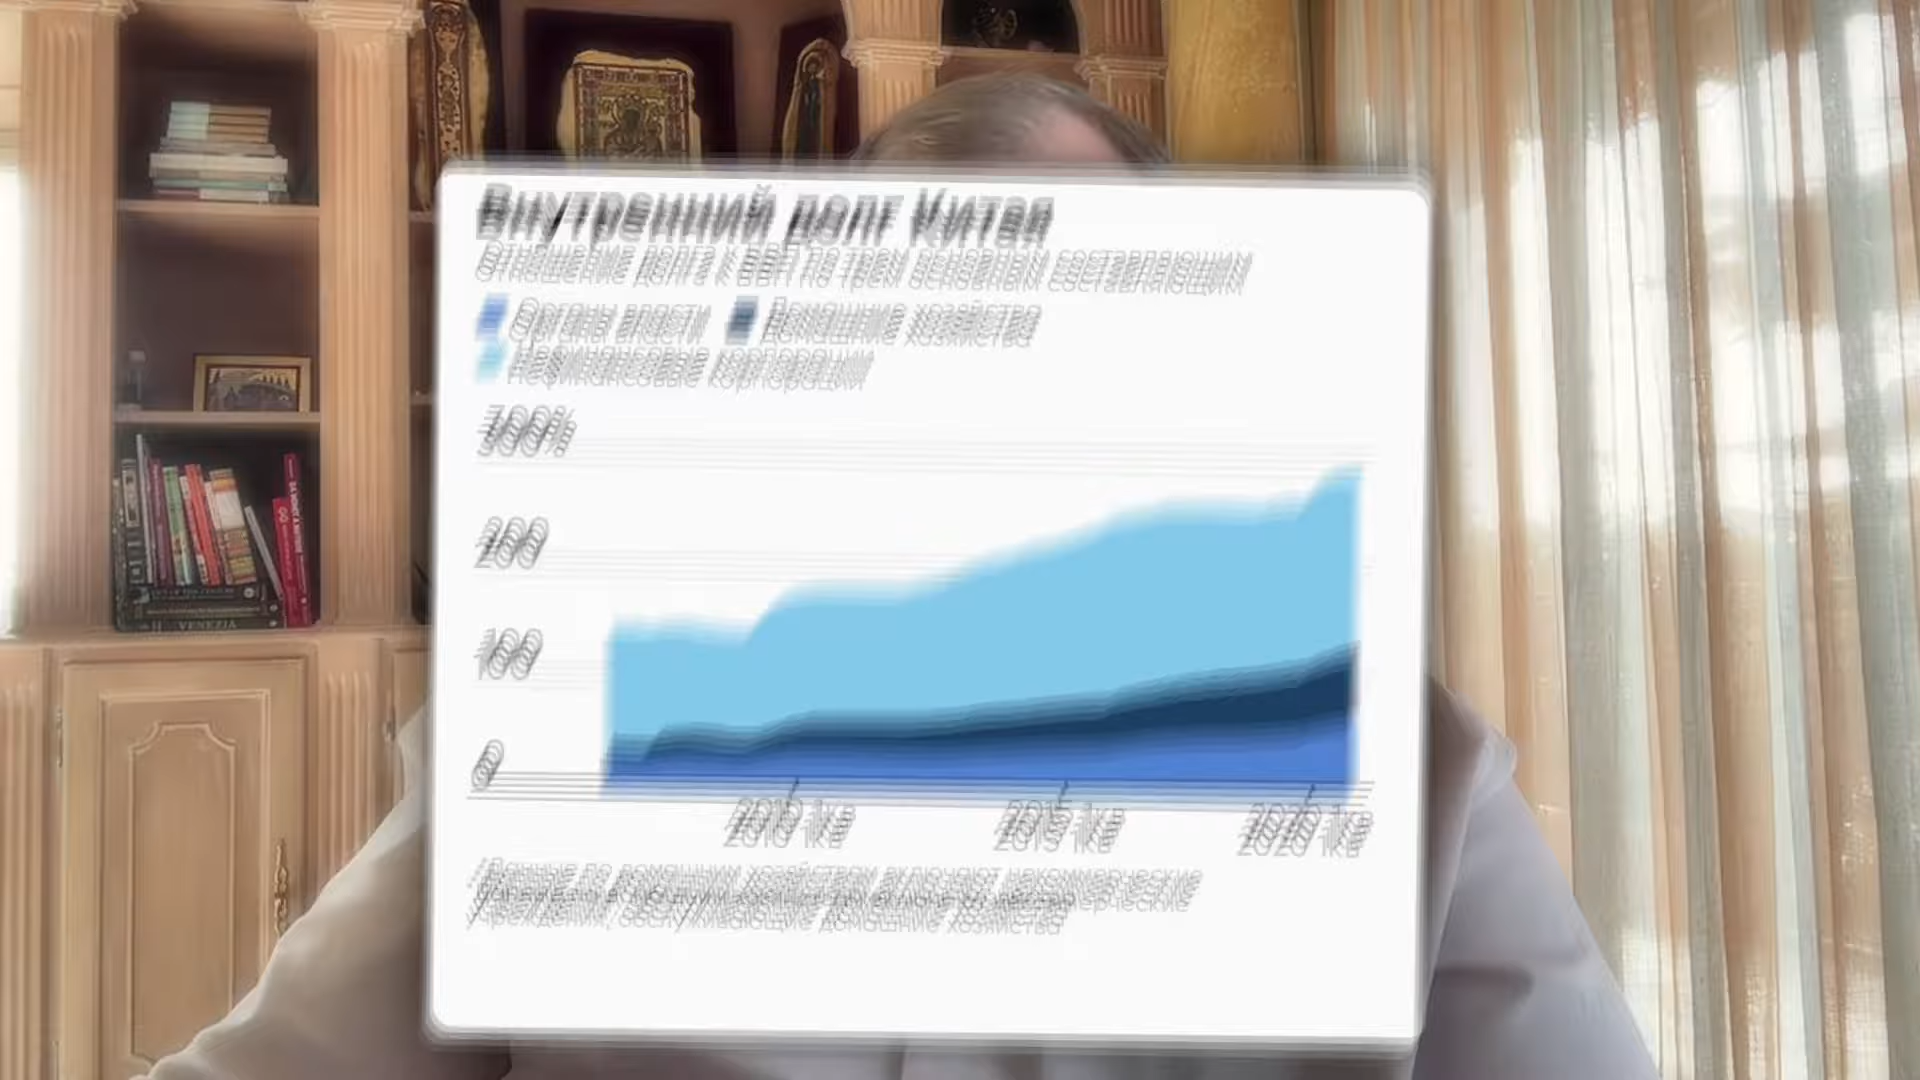 Внутренний долг Китая
Отношение долга к ВВП по трем основным составляющим
Органы власти Домашние хозяйства
Нефинансовые корпорации
300%
200
100
0
2010 1кв 2015 1кв 2020 1кв
Данные по домашним хозяйствам включают некоммерческие
учреждения, обслуживающие домашние хозяйства
VENEZIA